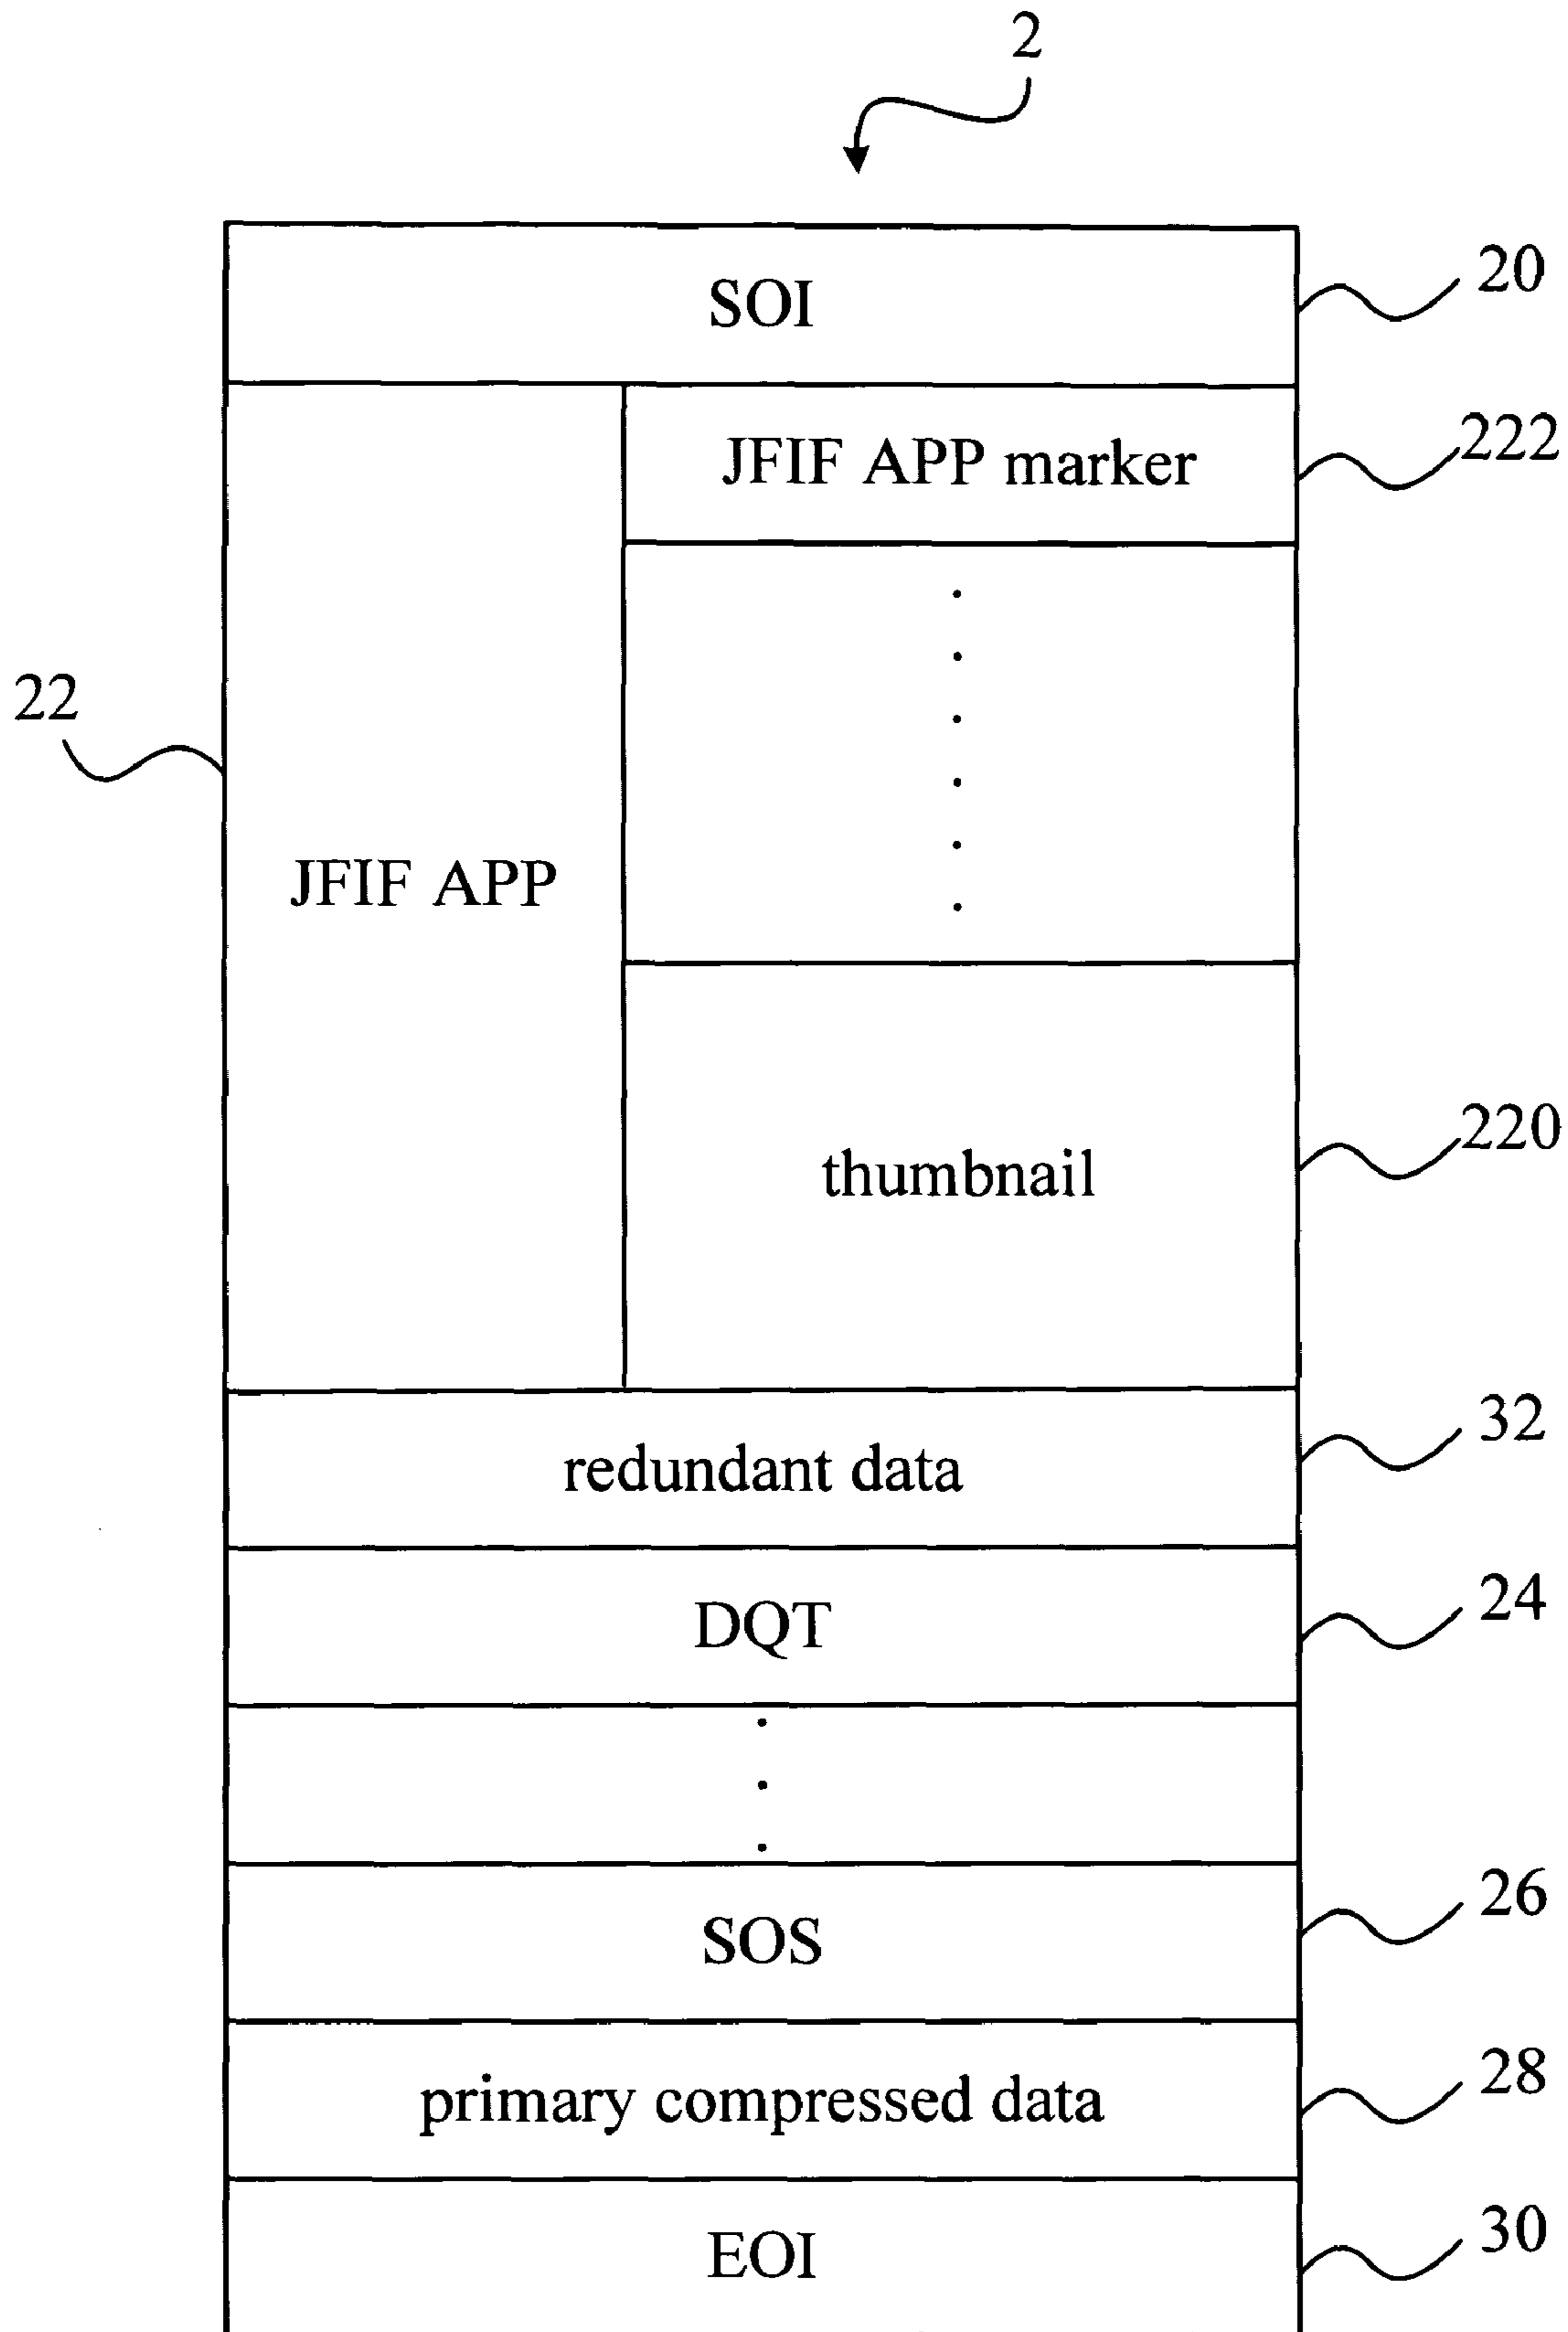 2
SOI
20
JFIF APP marker
222
22
JFIF APP
thumbnail
220
redundant data
32
DQT
24
SOS
26
primary compressed data
28
EOI
30